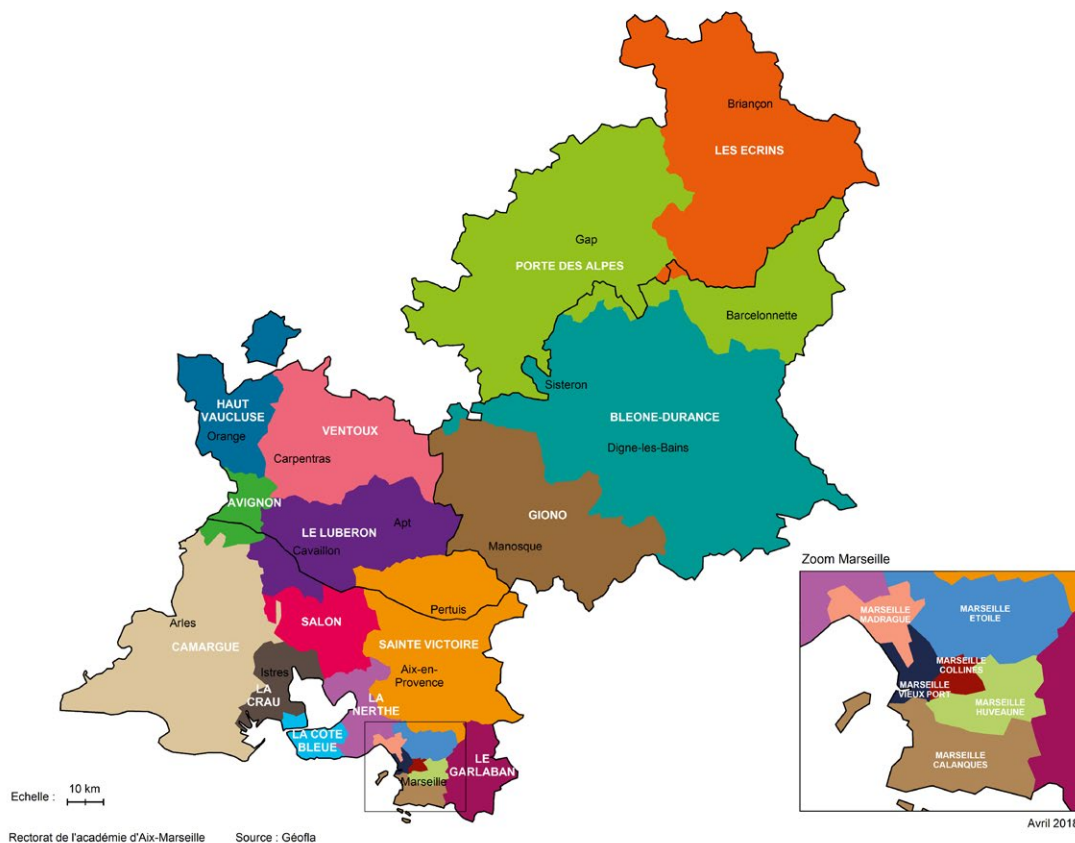 Briançon
LES ECRINS
Gap
PORTE DES ALPES
Barcelonnette
Sisteron
BLEONE-DURANCE
Digne-les-Bains
HAUT
VAUCLUSE
Orange
VENTOUX
Carpentras
AVIGNON
LE LUBERON
Apt
Cavaillon
GIONO
Manosque
Pertuis
SALON
SAINTE VICTOIRE
Aix-en-
Provence
Arles
CAMARGUE
Istres
LA
CRAU
LA
NERTHE
LA COTE
BLEUE
LE
GARLABAN
Marseille
Zoom Marseille
MARSEILLE
MADRAGUE
MARSEILLE
ETOILE
MARSEILLE
COLLINES
MARSEILLE
VIEUX PORT
MARSEILLE
HUVEAUNE
MARSEILLE
CALANQUES
Echelle : 10 km
Avril 2018
Rectorat de l'académie d'Aix-Marseille Source : Géofla